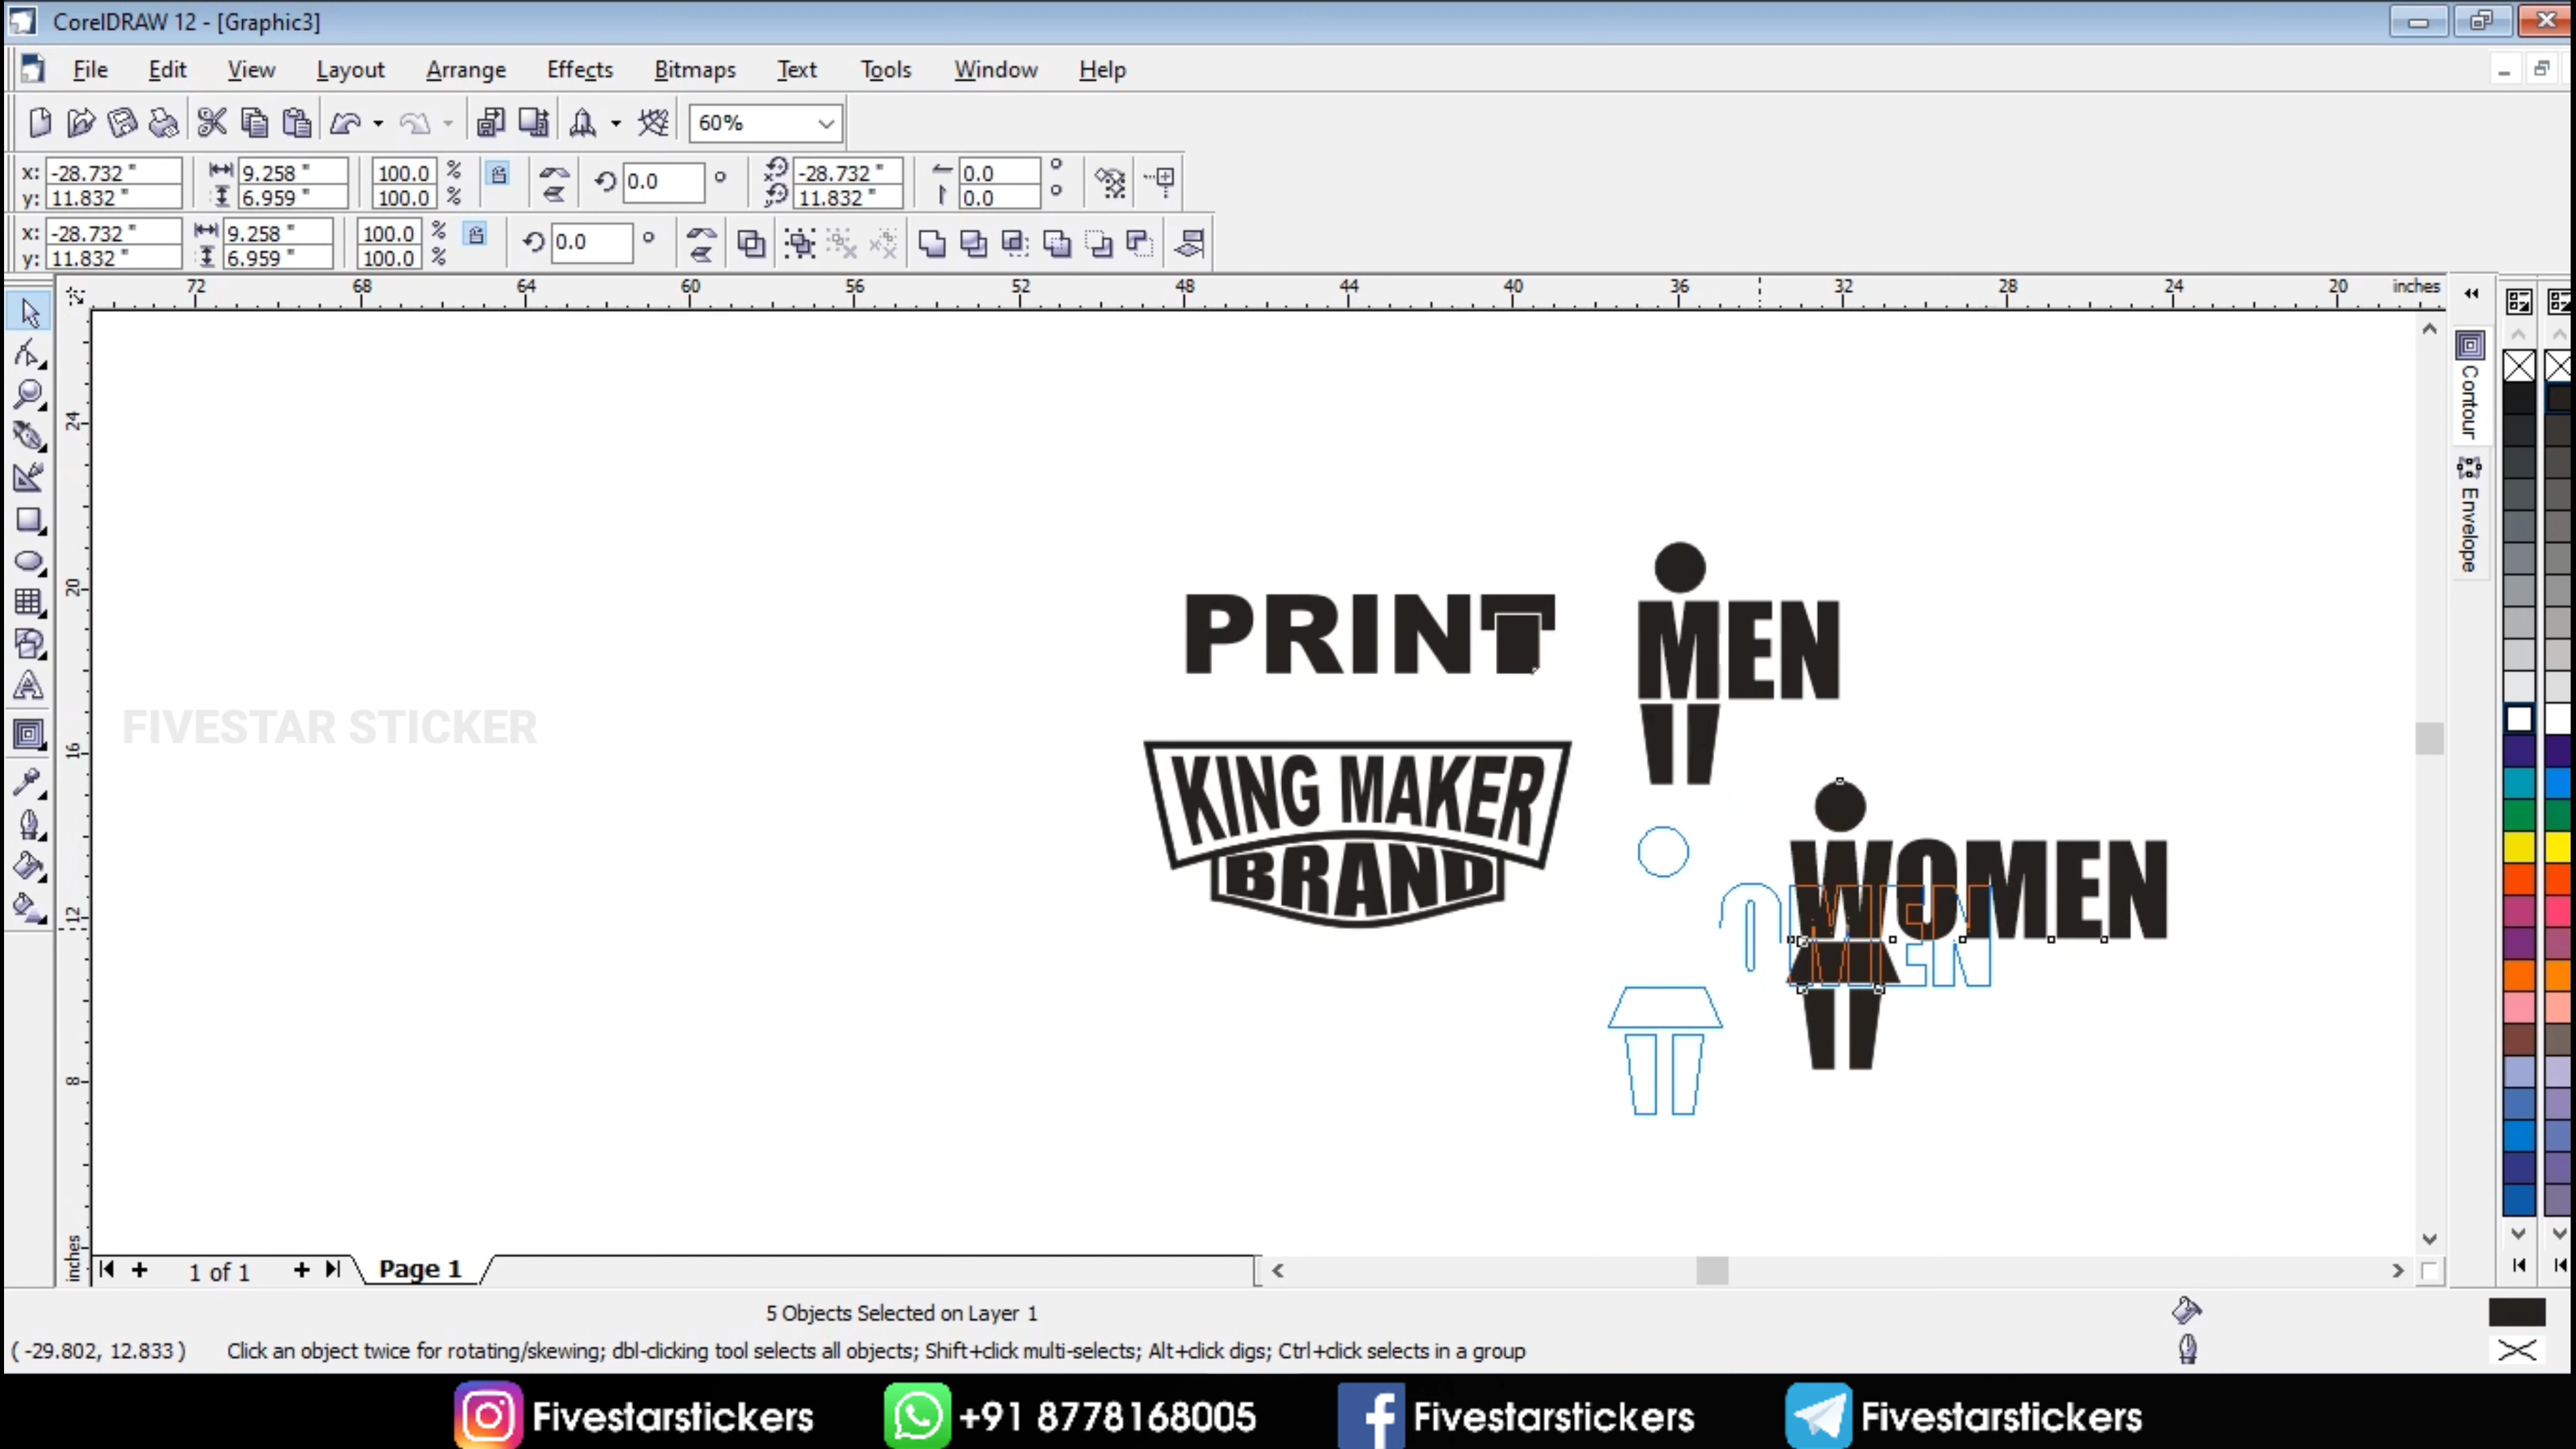 CorelDRAW 12 - [Graphic3]
File Edit View Layout Arrange Effects Bitmaps Text Tools Window Help
60%
x: -28.732 " 9.258 " 100.0 % 0.0 ° -28.732 " 0.0 °
y: 11.832 " 6.959 " 100.0 % 11.832 " 0.0 °
x: -28.732 " 9.258 " 100.0 % 0.0 °
y: 11.832 " 6.959 " 100.0 %
72 68 64 60 56 52 48 44 40 36 32 28 24 20 inches
24
20
16
12
8
inches
Contour
Envelope
PRINT
MEN
FIVESTAR STICKER
KING MAKER
BRAND
WOMEN
OMEN
1 of 1 Page 1
5 Objects Selected on Layer 1
( -29.802, 12.833 ) Click an object twice for rotating/skewing; dbl-clicking tool selects all objects; Shift+click multi-selects; Alt+click digs; Ctrl+click selects in a group
Fivestarstickers +91 8778168005 Fivestarstickers Fivestarstickers